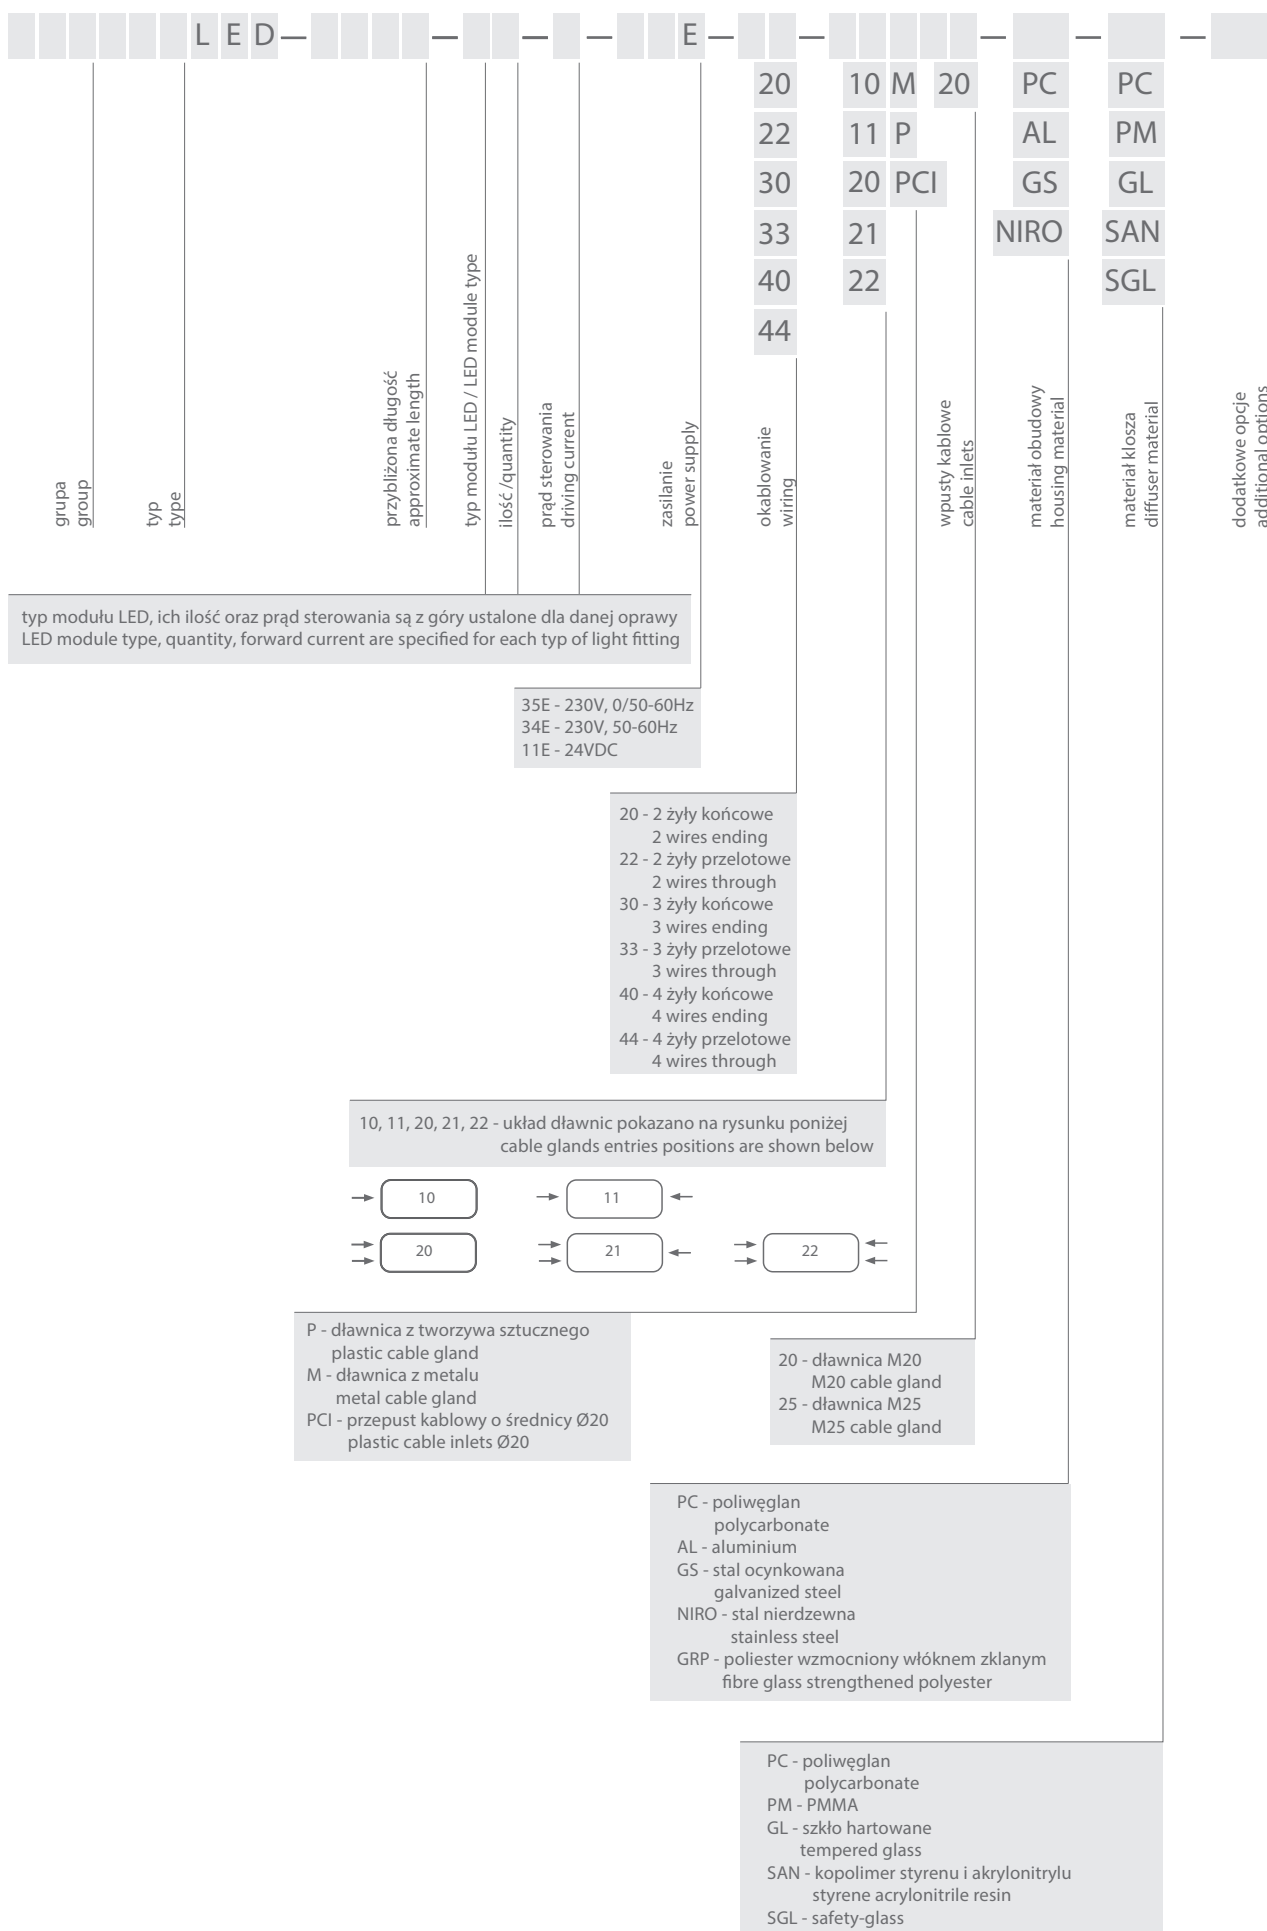 L E D — — — — E — — — — —
20 10 M 20 PC PC
22 11 P AL PM
30 20 PCI GS GL
33 21 NIRO SAN
40 22 SGL
44
grupa
group
typ
type
przybliżona długość
approximate length
typ modułu LED / LED module type
ilość /quantity
prąd sterowania
driving current
zasilanie
power supply
okablowanie
wiring
wpusty kablowe
cable inlets
materiał obudowy
housing material
materiał klosza
diffuser material
dodatkowe opcje
additional options
typ modułu LED, ich ilość oraz prąd sterowania są z góry ustalone dla danej oprawy
LED module type, quantity, forward current are specified for each typ of light fitting
35E - 230V, 0/50-60Hz
34E - 230V, 50-60Hz
11E - 24VDC
20 - 2 żyły końcowe
2 wires ending
22 - 2 żyły przelotowe
2 wires through
30 - 3 żyły końcowe
3 wires ending
33 - 3 żyły przelotowe
3 wires through
40 - 4 żyły końcowe
4 wires ending
44 - 4 żyły przelotowe
4 wires through
10, 11, 20, 21, 22 - układ dławnic pokazano na rysunku poniżej
cable glands entries positions are shown below
10 11
20 21 22
P - dławnica z tworzywa sztucznego
plastic cable gland
M - dławnica z metalu
metal cable gland
PCI - przepust kablowy o średnicy Ø20
plastic cable inlets Ø20
20 - dławnica M20
M20 cable gland
25 - dławnica M25
M25 cable gland
PC - poliwęglan
polycarbonate
AL - aluminium
GS - stal ocynkowana
galvanized steel
NIRO - stal nierdzewna
stainless steel
GRP - poliester wzmocniony włóknem zklanym
fibre glass strengthened polyester
PC - poliwęglan
polycarbonate
PM - PMMA
GL - szkło hartowane
tempered glass
SAN - kopolimer styrenu i akrylonitrylu
styrene acrylonitrile resin
SGL - safety-glass